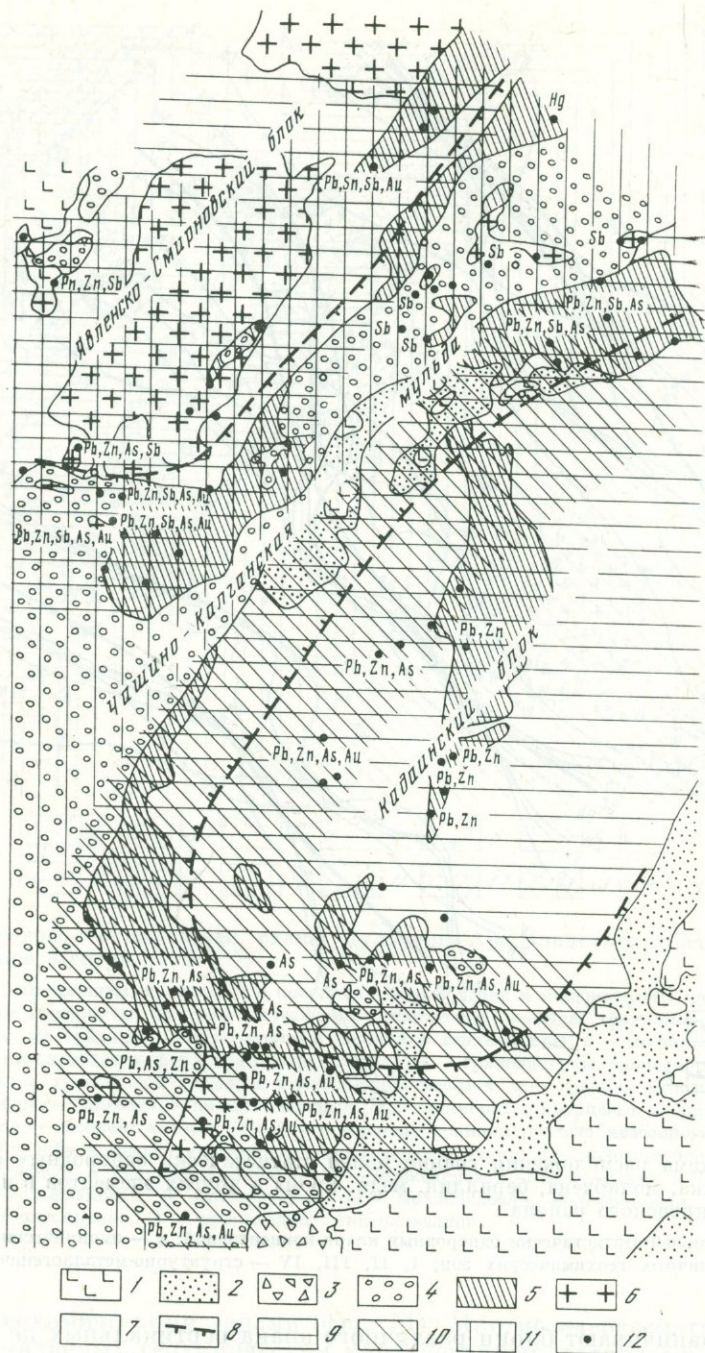 Hg
Явленско-Смирновский блок
Pb,Sn,Sb,Au
Sb
Sb
Pn,Zn,Sb
Pb,Zn,Sb,As
Sb
Sb
Pb,Zn,Sb,As
Sb
мульда
Pb,Zn,As,Sb
Pb,Zn,Sb,As,Au
Pb,Zn,Sb,As,Au
Pb,Zn,Sb,As,Au
Чашино-Калганская
Pb,Zn
Pb,Zn,As
Кадаинский блок
Pb,Zn,As,Au
Pb,Zn
Pb,Zn
Pb,Zn
Pb,Zn,As
As
As
Pb,Zn,As
Pb,Zn,As,Au
As
Pb,Zn,As
Pb,As,Zn
Pb,Zn,As,Au
Pb,Zn,As
Pb,Zn,As,Au
Pb,Zn,As,Au
Pb,Zn,As,Au
1 2 3 4 5 6
7 8 9 10 11 12